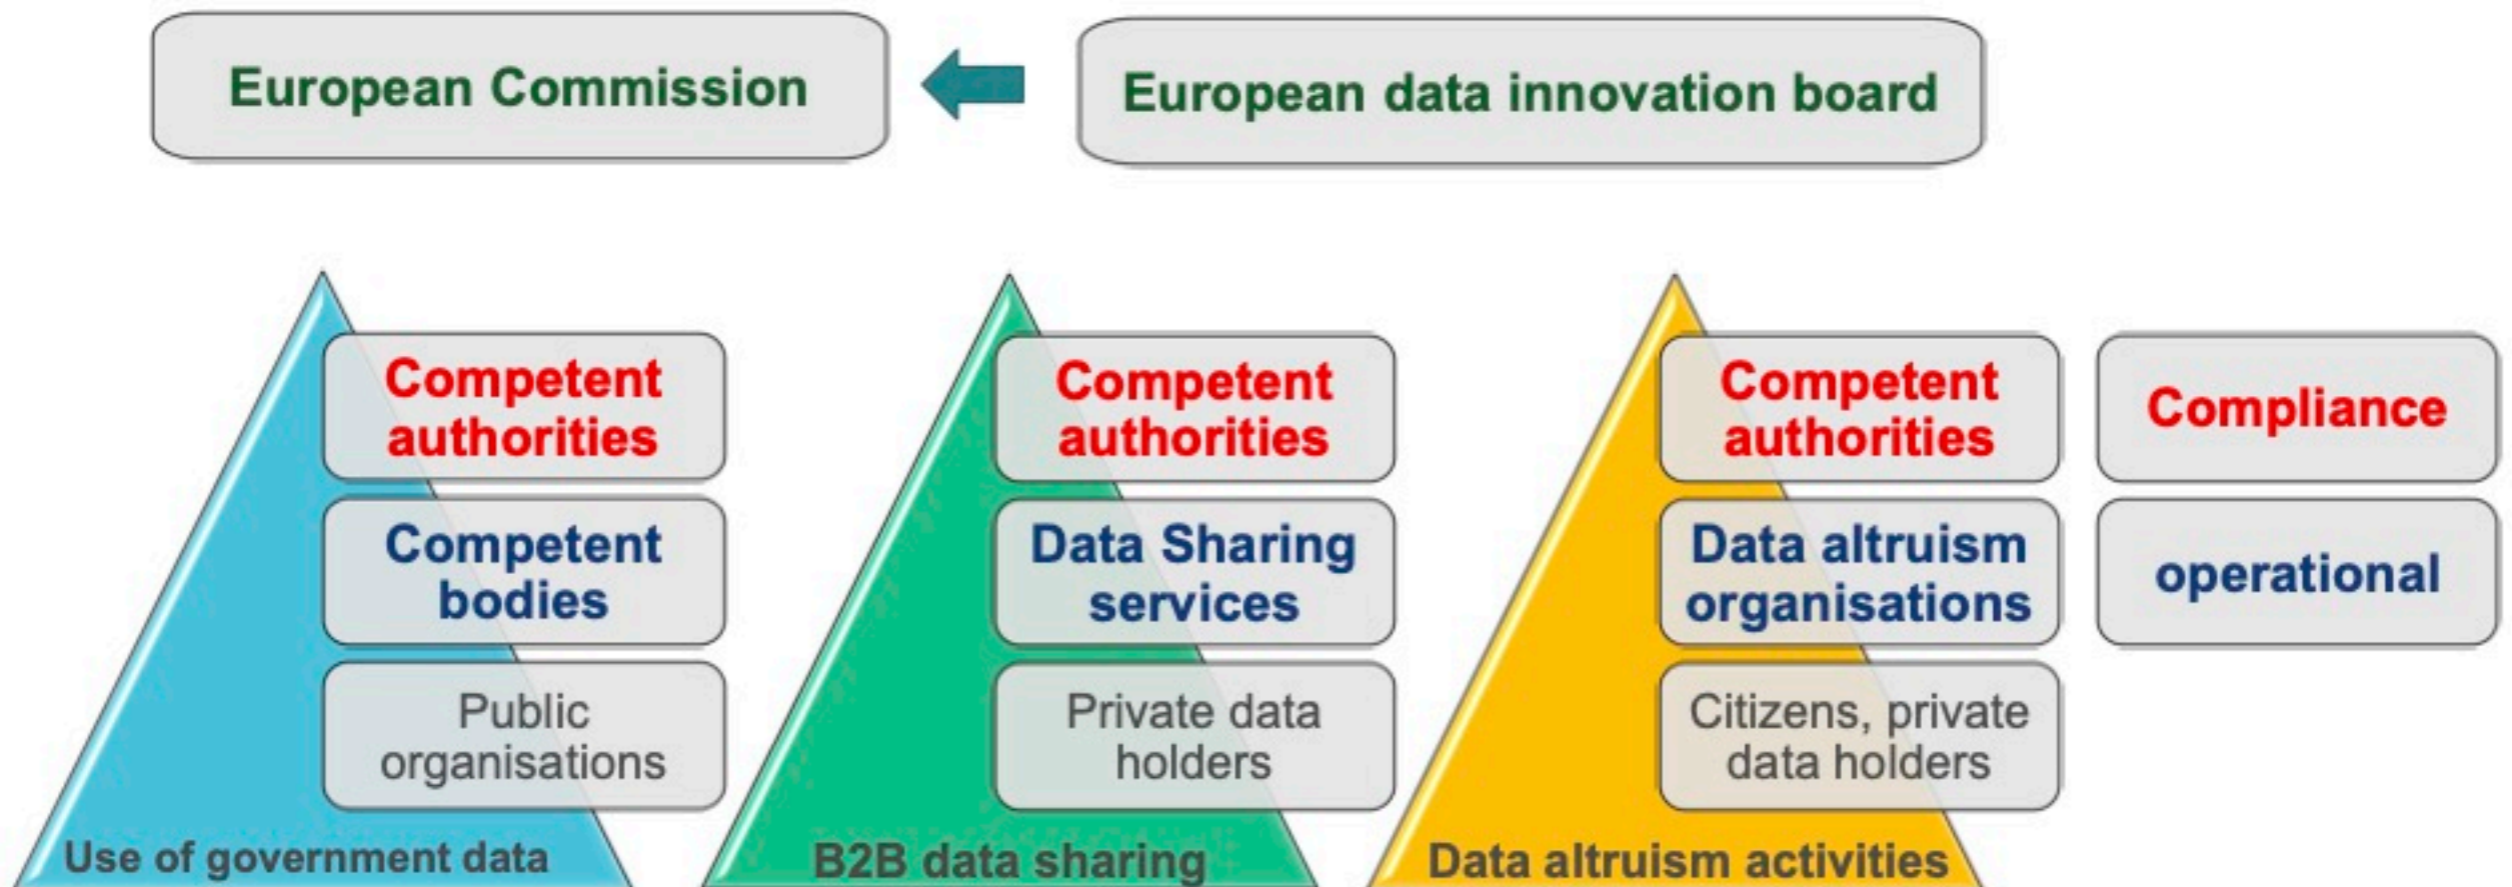 European Commission
European data innovation board
Competent
authorities
Competent
bodies
Public
organisations
Use of government data
Competent
authorities
Data Sharing
services
Private data
holders
B2B data sharing
Competent
authorities
Data altruism
organisations
Citizens, private
data holders
Data altruism activities
Compliance
operational